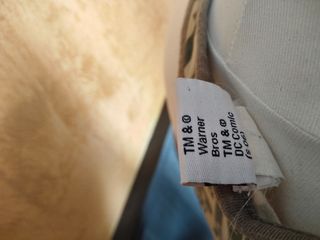 TM & ©
Warner
Bros
TM & ©
DC Comic